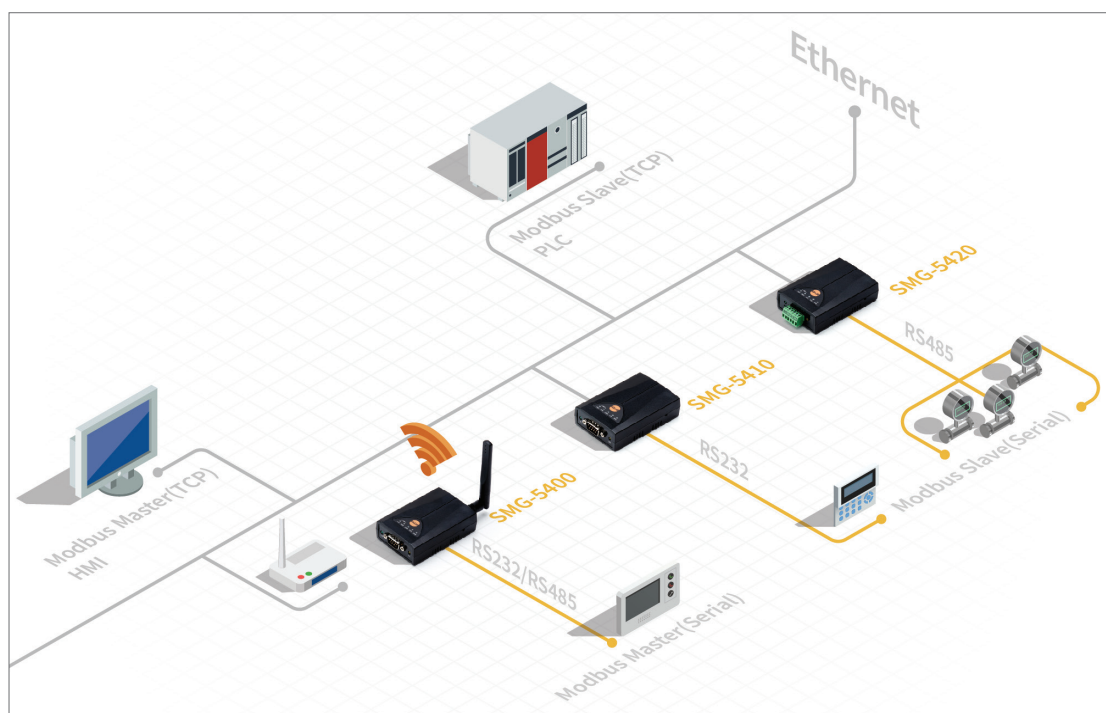 Ethernet
Modbus Slave(TCP)
PLC
SMG-5420
RS485
SMG-5410
RS232
Modbus Slave(Serial)
Modbus Master(TCP)
HMI
SMG-5400
RS232/RS485
Modbus Master(Serial)